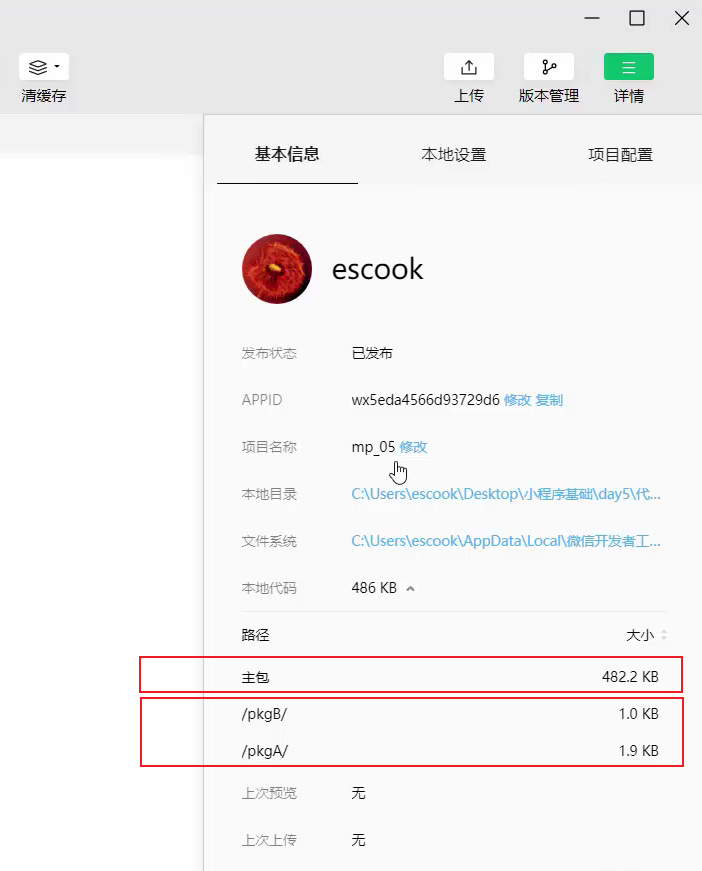 清缓存
上传
版本管理
详情
基本信息
本地设置
项目配置
escook
发布状态 已发布
APPID wx5eda4566d93729d6 修改 复制
项目名称 mp_05 修改
本地目录 C:\Users\escook\Desktop\小程序基础\day5\代...
文件系统 C:\Users\escook\AppData\Local\微信开发者工...
本地代码 486 KB
路径 大小
主包 482.2 KB
/pkgB/ 1.0 KB
/pkgA/ 1.9 KB
上次预览 无
上次上传 无